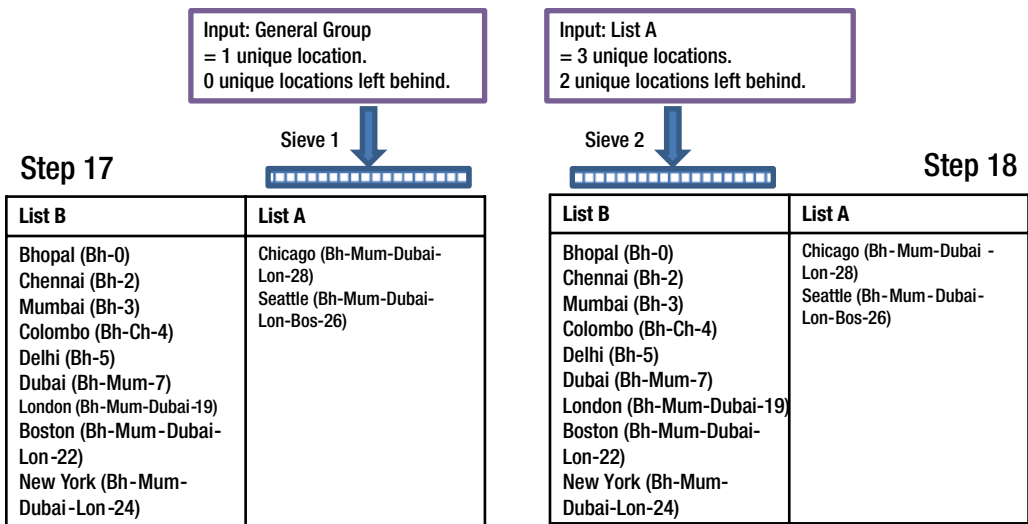 Input: General Group
= 1 unique location.
0 unique locations left behind.
Input: List A
= 3 unique locations.
2 unique locations left behind.
Sieve 1
Sieve 2
Step 17
Step 18
List B
List A
Bhopal (Bh-0)
Chennai (Bh-2)
Mumbai (Bh-3)
Colombo (Bh-Ch-4)
Delhi (Bh-5)
Dubai (Bh-Mum-7)
London (Bh-Mum-Dubai-19)
Boston (Bh-Mum-Dubai-
Lon-22)
New York (Bh-Mum-
Dubai-Lon-24)
Chicago (Bh-Mum-Dubai-
Lon-28)
Seattle (Bh-Mum-Dubai-
Lon-Bos-26)
List B
List A
Bhopal (Bh-0)
Chennai (Bh-2)
Mumbai (Bh-3)
Colombo (Bh-Ch-4)
Delhi (Bh-5)
Dubai (Bh-Mum-7)
London (Bh-Mum-Dubai-19)
Boston (Bh-Mum-Dubai-
Lon-22)
New York (Bh-Mum-
Dubai-Lon-24)
Chicago (Bh-Mum-Dubai -
Lon-28)
Seattle (Bh-Mum-Dubai-
Lon-Bos-26)